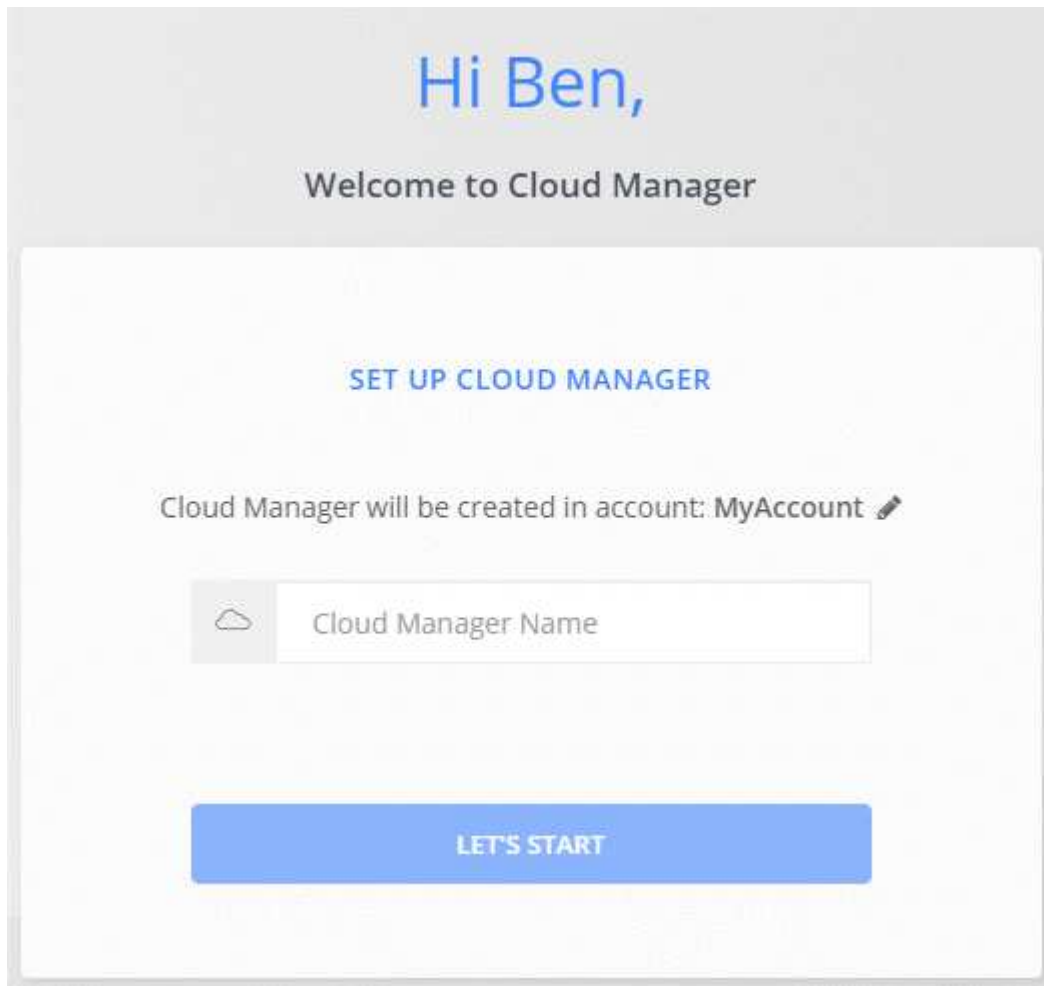 Hi Ben,
Welcome to Cloud Manager
SET UP CLOUD MANAGER
Cloud Manager will be created in account: MyAccount
Cloud Manager Name
LET'S START